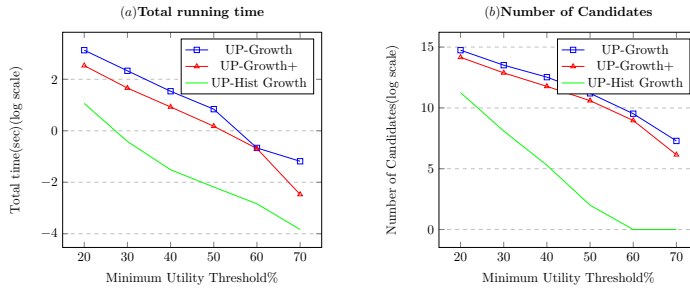 (a)Total running time
Total time(sec)(log scale)
2
0
−2
−4
UP-Growth
UP-Growth+
UP-Hist Growth
20 30 40 50 60 70
Minimum Utility Threshold%
(b)Number of Candidates
Number of Candidates(log scale)
15
10
5
0
UP-Growth
UP-Growth+
UP-Hist Growth
20 30 40 50 60 70
Minimum Utility Threshold%